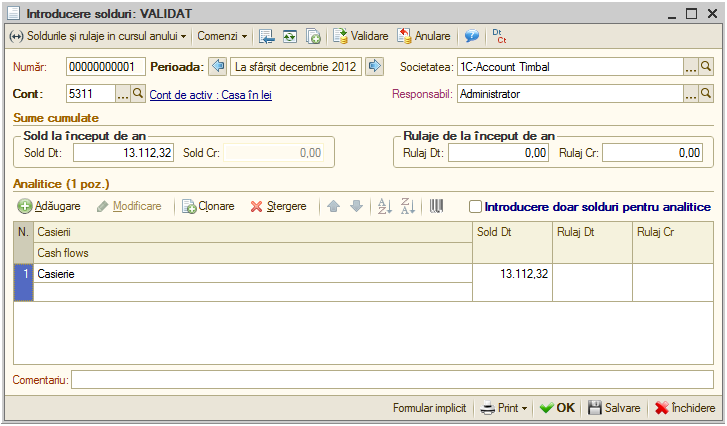 Introducere solduri: VALIDAT
Soldurile și rulaje in cursul anului Comenzi Validare Anulare Dt Cr
Număr: 00000000001 Perioada: La sfârșit decembrie 2012 Societatea: 1C-Account Timbal ...
Cont: 5311 ... Cont de activ : Casa în lei Responsabil: Administrator ...
Sume cumulate
Sold la început de an Rulaje de la început de an
Sold Dt: 13.112,32 Sold Cr: 0,00 Rulaj Dt: 0,00 Rulaj Cr: 0,00
Analitice (1 poz.)
Adăugare Modificare Clonare Ștergere Introducere doar solduri pentru analitice
N. Casierii Sold Dt Rulaj Dt Rulaj Cr
Cash flows
1 Casierie 13.112,32
Comentariu:
Formular implicit Print OK Salvare Închidere